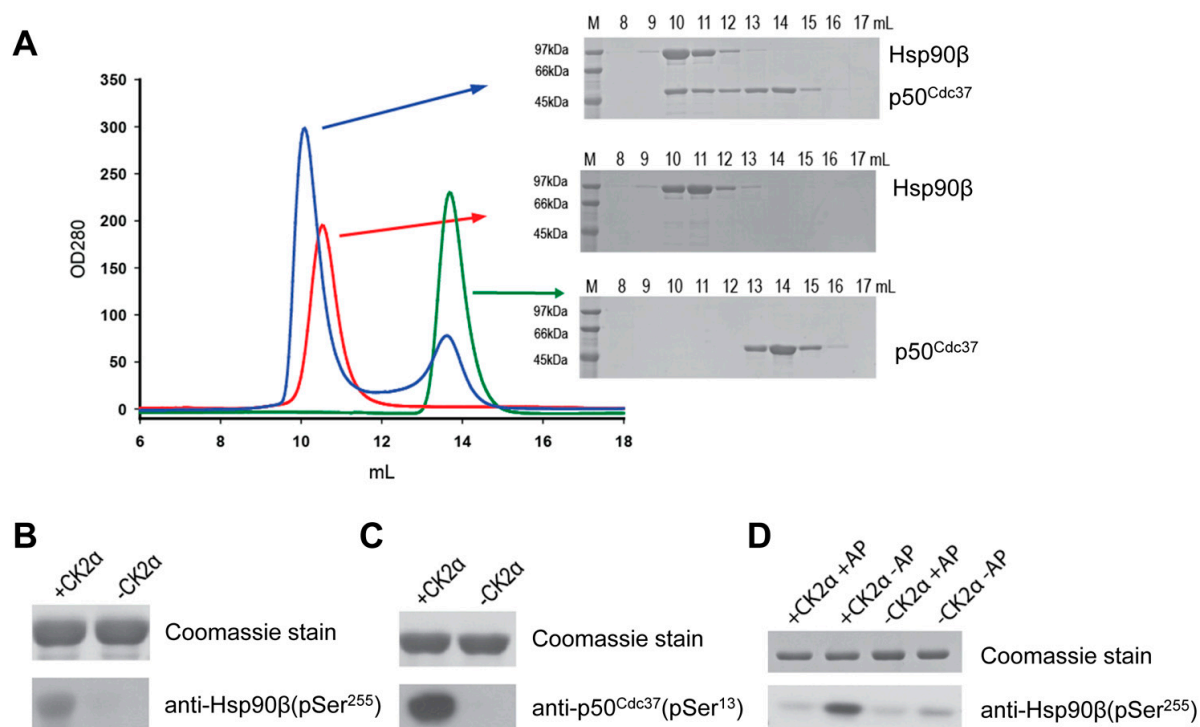 A
350
300
250
200
150
100
50
0
OD280
6 8 10 12 14 16 18
mL
M 8 9 10 11 12 13 14 15 16 17 mL
97kDa
66kDa
45kDa
Hsp90β
p50Cdc37
M 8 9 10 11 12 13 14 15 16 17 mL
97kDa
66kDa
45kDa
Hsp90β
M 8 9 10 11 12 13 14 15 16 17 mL
97kDa
66kDa
45kDa
p50Cdc37
B
+CK2α -CK2α
Coomassie stain
anti-Hsp90β(pSer255)
C
+CK2α -CK2α
Coomassie stain
anti-p50Cdc37(pSer13)
D
+CK2α +AP +CK2α -AP -CK2α +AP -CK2α -AP
Coomassie stain
anti-Hsp90β(pSer255)